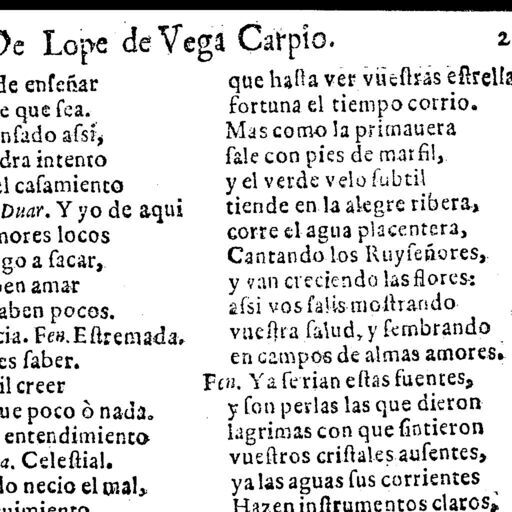 De Lope de Vega Carpio. 2
de enſeñar
e que ſea.
nſado aſsi,
dra intento
el caſamiento
Duar. Y yo de aqui
mores locos
go a ſacar,
en amar
aben pocos.
cia. Fen. Eſtremada.
es ſaber.
il creer
ue poco ò nada.
entendimiento
a. Celeſtial.
do necio el mal,
que haſta ver vueſtras eſtrella
fortuna el tiempo corrio.
Mas como la primauera
ſale con pies de marfil,
y el verde velo ſubtil
tiende en la alegre ribera,
corre el agua placentera,
Cantando los Ruyſeñores,
y van creciendo las flores:
aſsi vos ſalis moſtrando
vueſtra ſalud, y ſembrando
en campos de almas amores.
Fen. Ya ſerian eſtas fuentes,
y ſon perlas las que dieron
lagrimas con que ſintieron
vueſtros criſtales auſentes,
ya las aguas ſus corrientes
Hazen inſtrumentos claros,